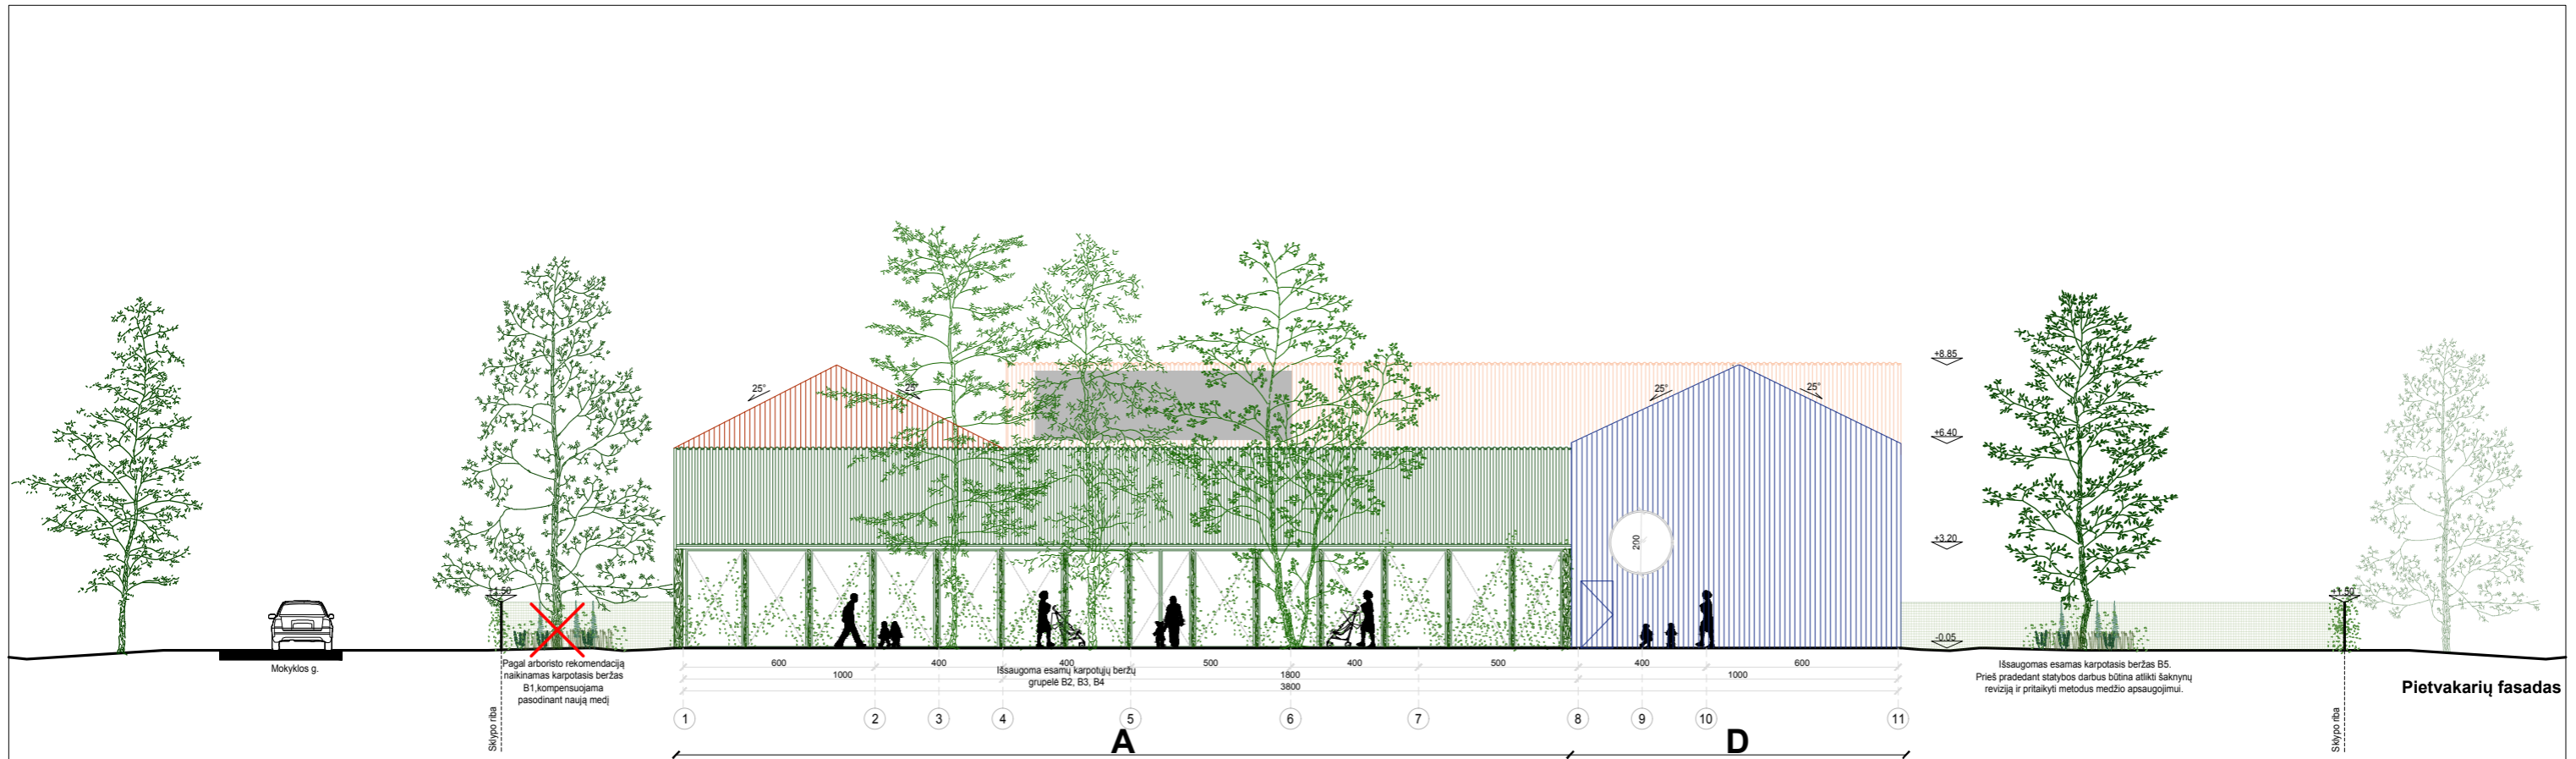 25°
25°
25°
25°
+8.85
+6.40
+3.20
-0.05
+1.50
+1.50
200
Mokyklos g.
Pagal arboristo rekomendaciją
naikinamas karpotasis beržas
B1,kompensuojama
pasodinant naują medį
Sklypo riba
600
400
400
500
400
500
400
600
Išsaugoma esamų karpotųjų beržų
grupelė B2, B3, B4
1000
1800
1000
3800
Išsaugomas esamas karpotasis beržas B5.
Prieš pradedant statybos darbus būtina atlikti šaknynų
reviziją ir pritaikyti metodus medžio apsaugojimui.
Sklypo riba
Pietvakarių fasadas
1
2
3
4
5
6
7
8
9
10
11
A
D